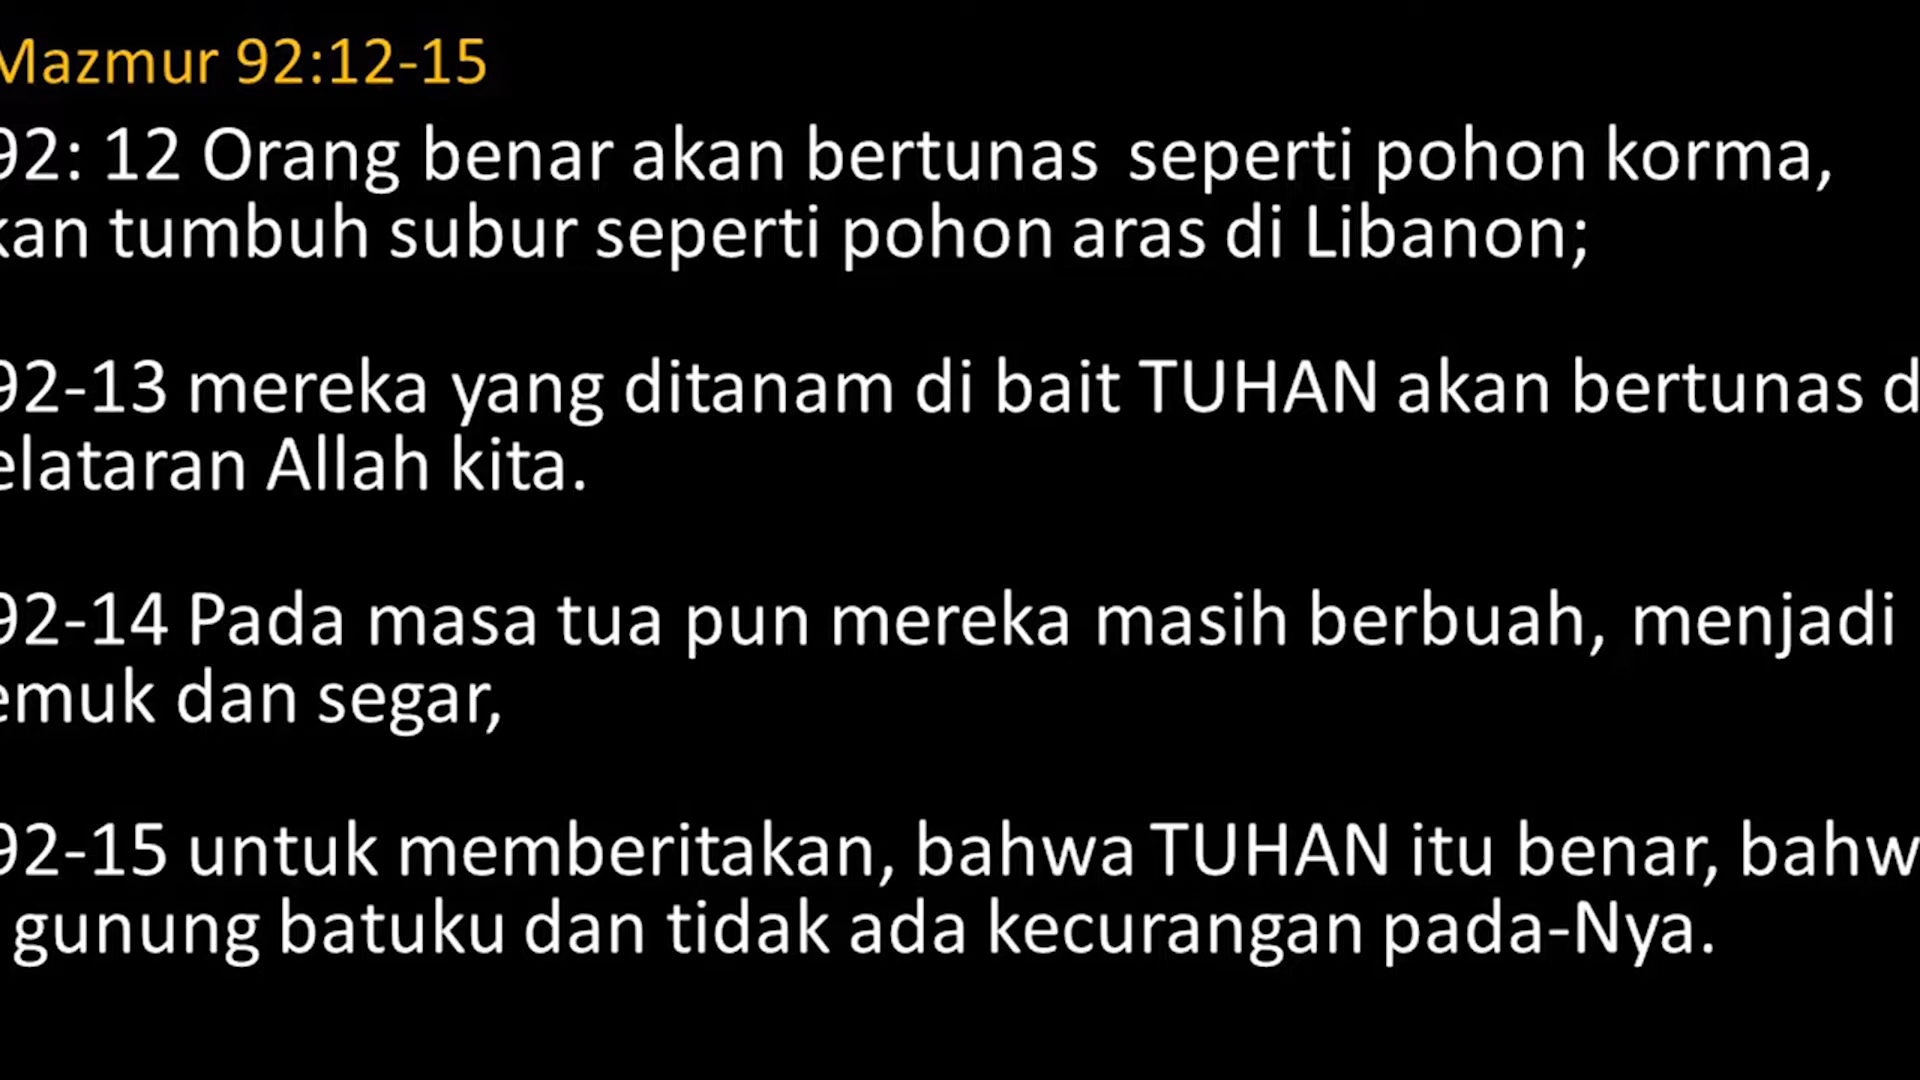 Mazmur 92:12-15
92: 12 Orang benar akan bertunas seperti pohon korma,
kan tumbuh subur seperti pohon aras di Libanon;
92-13 mereka yang ditanam di bait TUHAN akan bertunas d
elataran Allah kita.
92-14 Pada masa tua pun mereka masih berbuah, menjadi
emuk dan segar,
92-15 untuk memberitakan, bahwa TUHAN itu benar, bahw
gunung batuku dan tidak ada kecurangan pada-Nya.